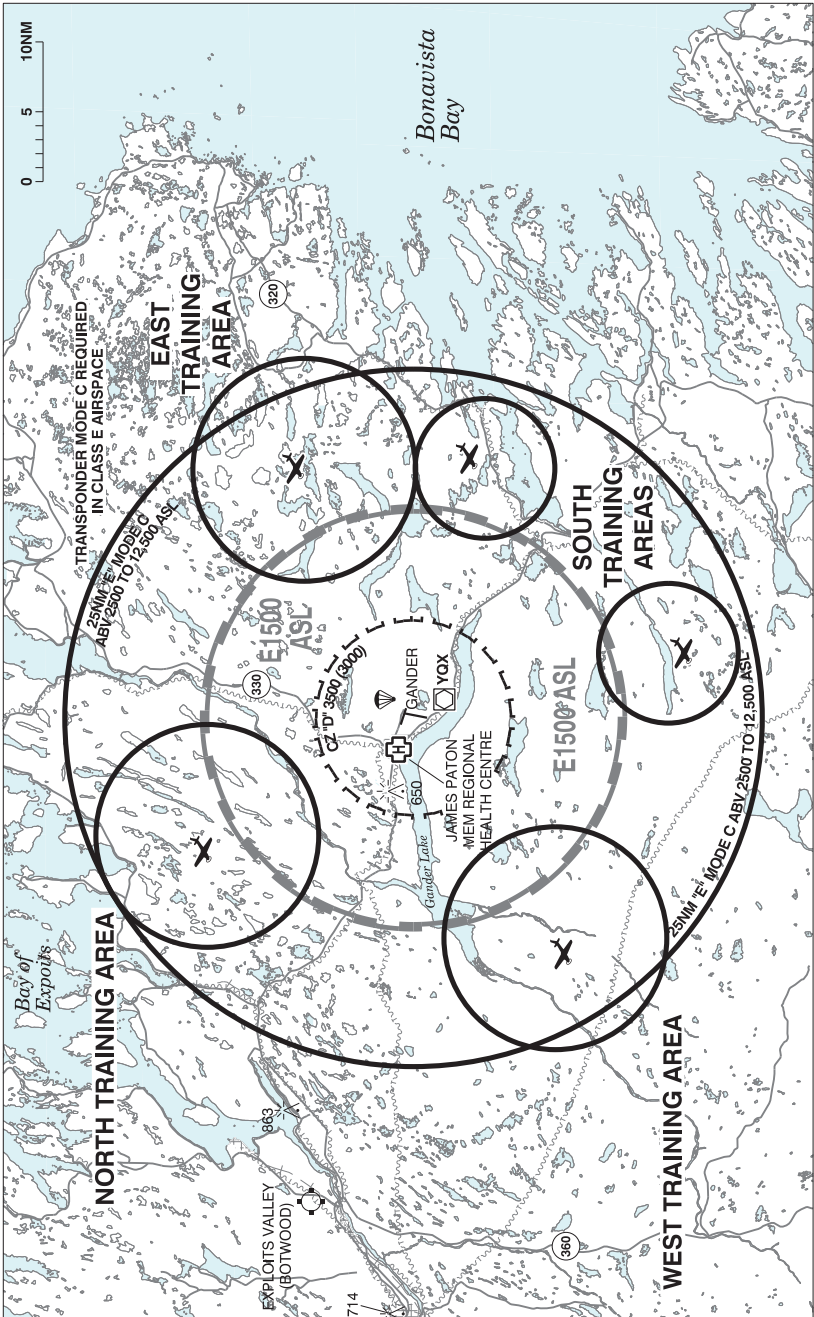 10NM
5
0
Bonavista
Bay
TRANSPONDER MODE C REQUIRED
IN CLASS E AIRSPACE
EAST
TRAINING
AREA
320
25NM "E" MODE C
ABV 2500 TO 12,500 ASL
E1500
ASL
330
CZ "D" 3500 (3000)
GANDER
YQX
650
JAMES PATON
MEM REGIONAL
HEALTH CENTRE
Gander Lake
E1500 ASL
SOUTH
TRAINING
AREAS
25NM "E" MODE C ABV 2500 TO 12,500 ASL
Bay of
Expoits
NORTH TRAINING AREA
WEST TRAINING AREA
863
EXPLOITS VALLEY
(BOTWOOD)
360
714
H